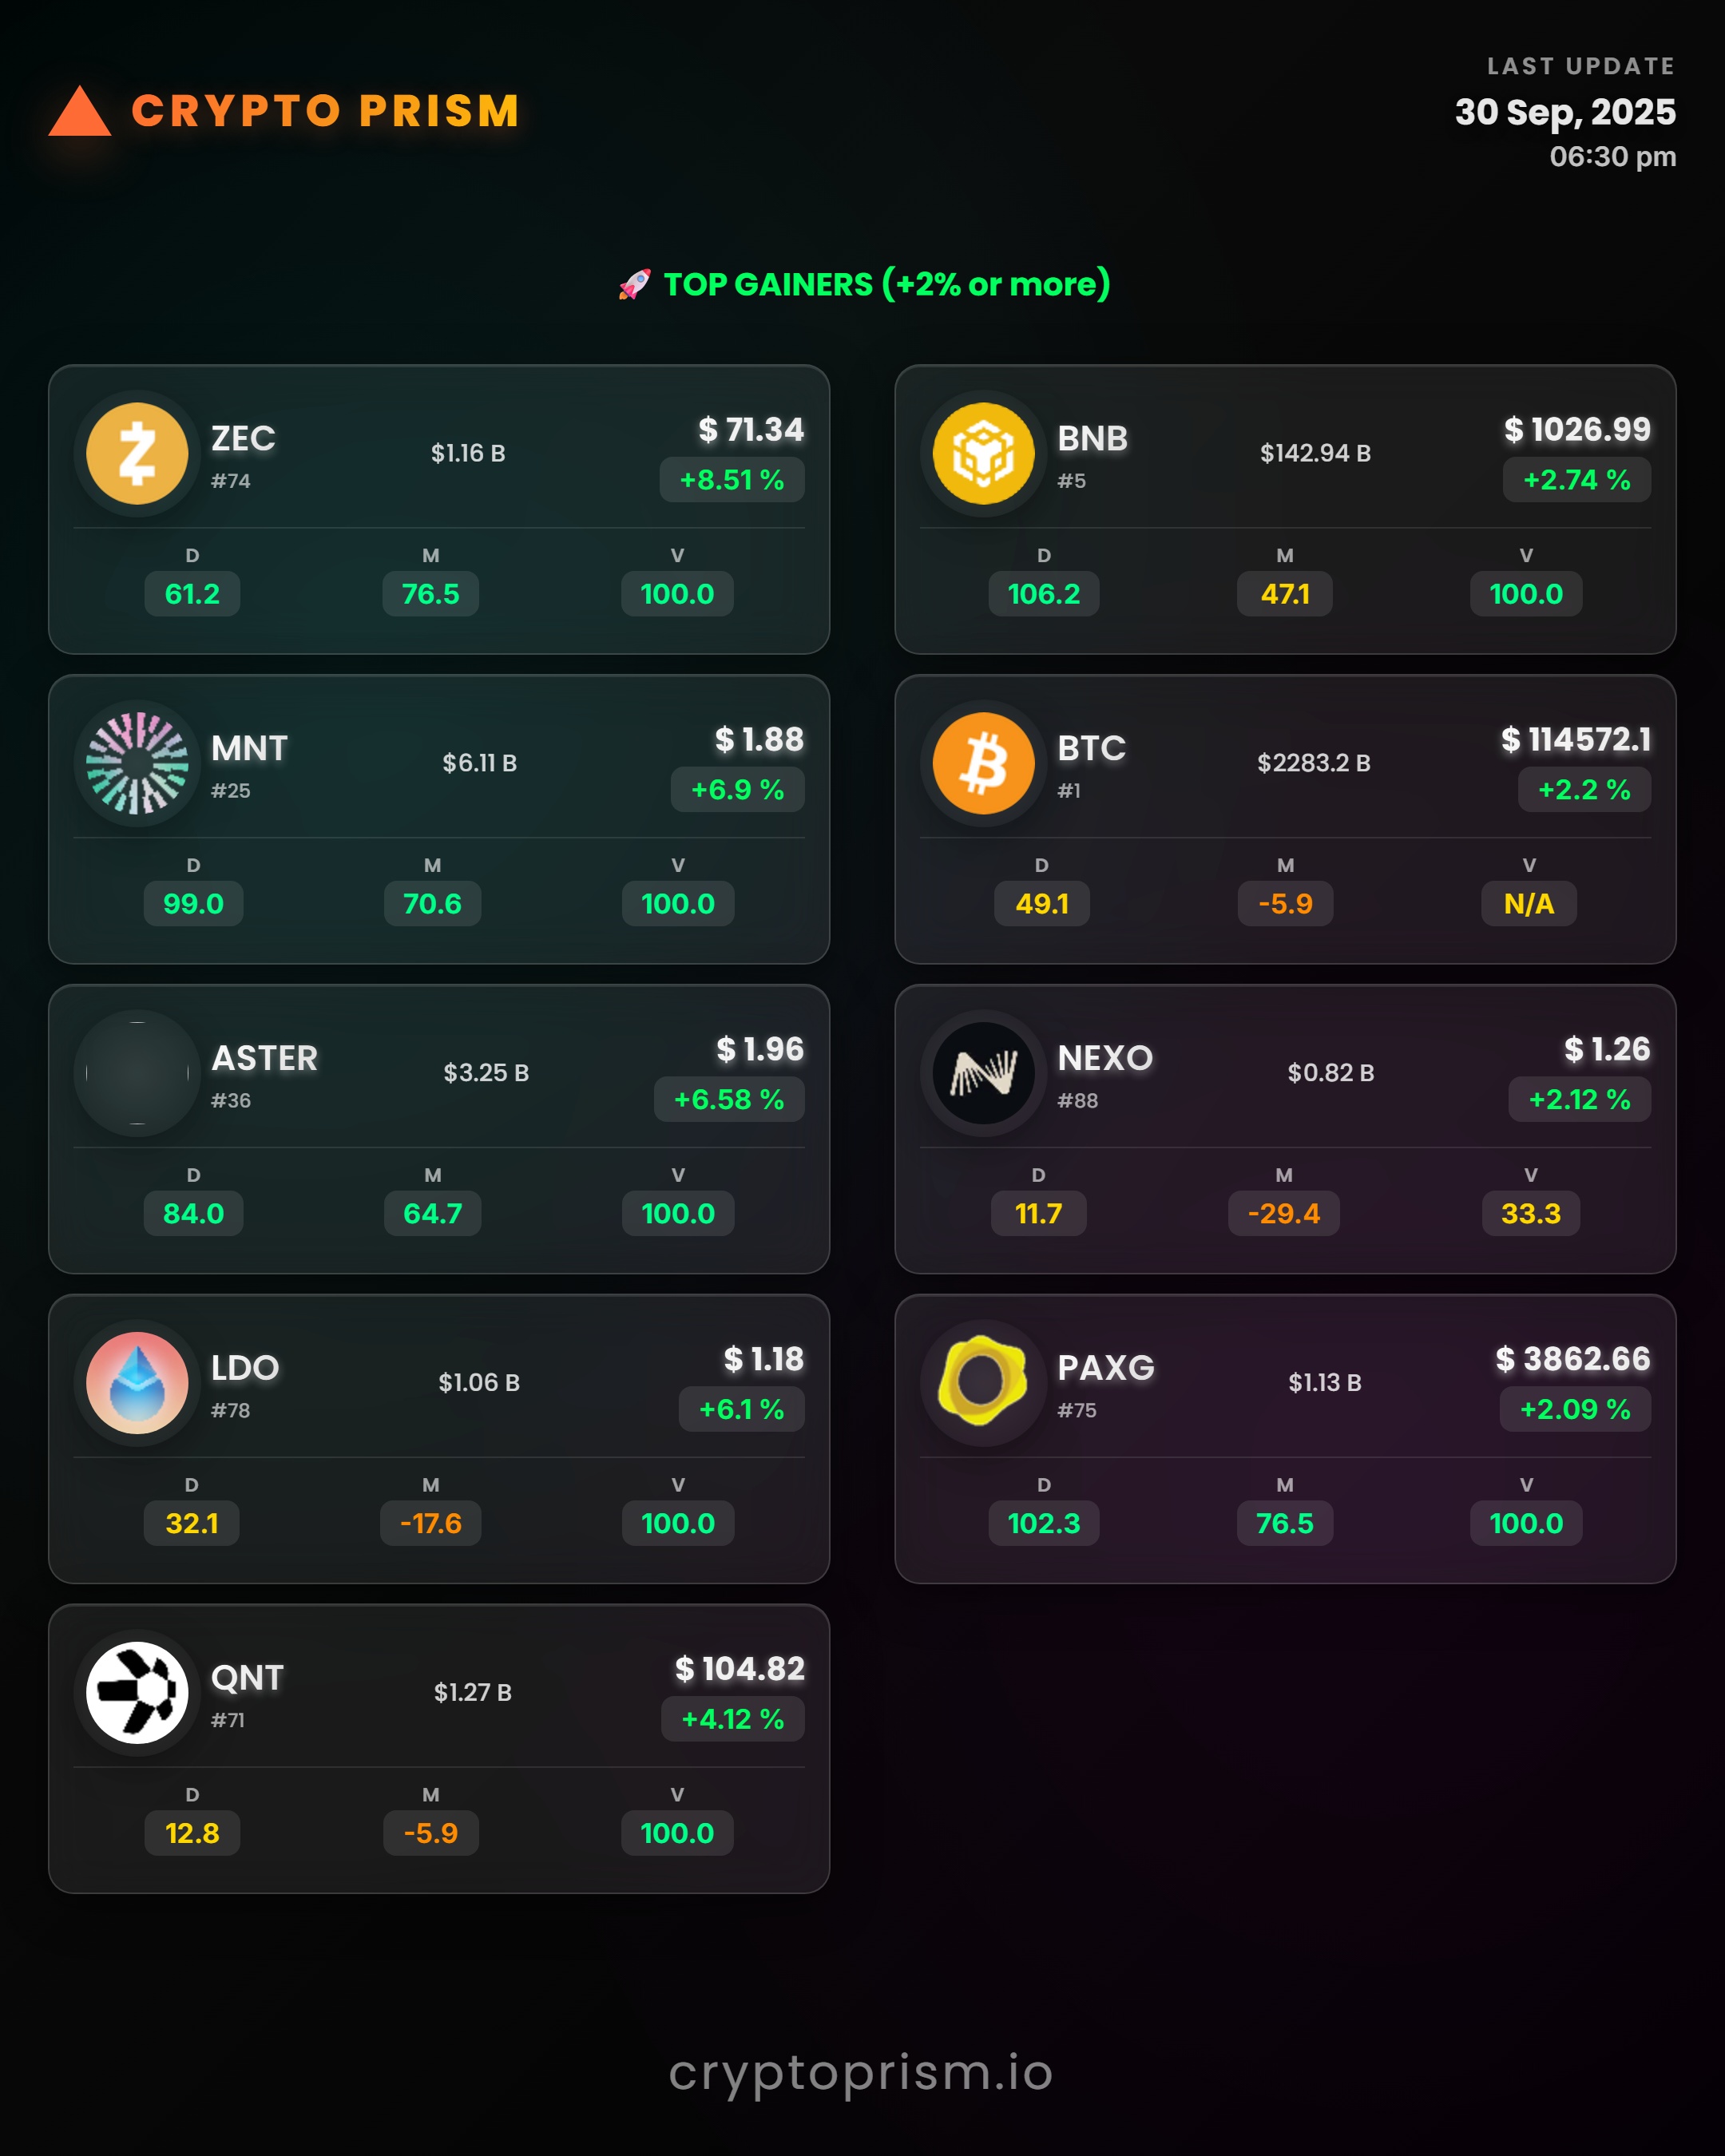 CRYPTO PRISM
LAST UPDATE
30 Sep, 2025
06:30 pm
🚀 TOP GAINERS (+2% or more)
ZEC
#74
$1.16 B
$ 71.34
+8.51 %
D M V
61.2 76.5 100.0
MNT
#25
$6.11 B
$ 1.88
+6.9 %
D M V
99.0 70.6 100.0
ASTER
#36
$3.25 B
$ 1.96
+6.58 %
D M V
84.0 64.7 100.0
LDO
#78
$1.06 B
$ 1.18
+6.1 %
D M V
32.1 -17.6 100.0
QNT
#71
$1.27 B
$ 104.82
+4.12 %
D M V
12.8 -5.9 100.0
BNB
#5
$142.94 B
$ 1026.99
+2.74 %
D M V
106.2 47.1 100.0
BTC
#1
$2283.2 B
$ 114572.1
+2.2 %
D M V
49.1 -5.9 N/A
NEXO
#88
$0.82 B
$ 1.26
+2.12 %
D M V
11.7 -29.4 33.3
PAXG
#75
$1.13 B
$ 3862.66
+2.09 %
D M V
102.3 76.5 100.0
cryptoprism.io